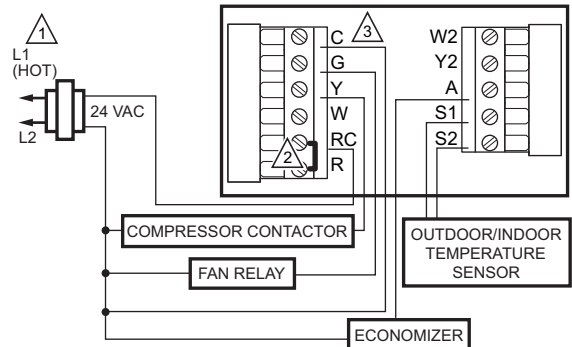 1
L1
(HOT)
L2
24 VAC
C
3
G
Y
W
2
RC
R
W2
Y2
A
S1
S2
COMPRESSOR CONTACTOR
FAN RELAY
OUTDOOR/INDOOR
TEMPERATURE
SENSOR
ECONOMIZER